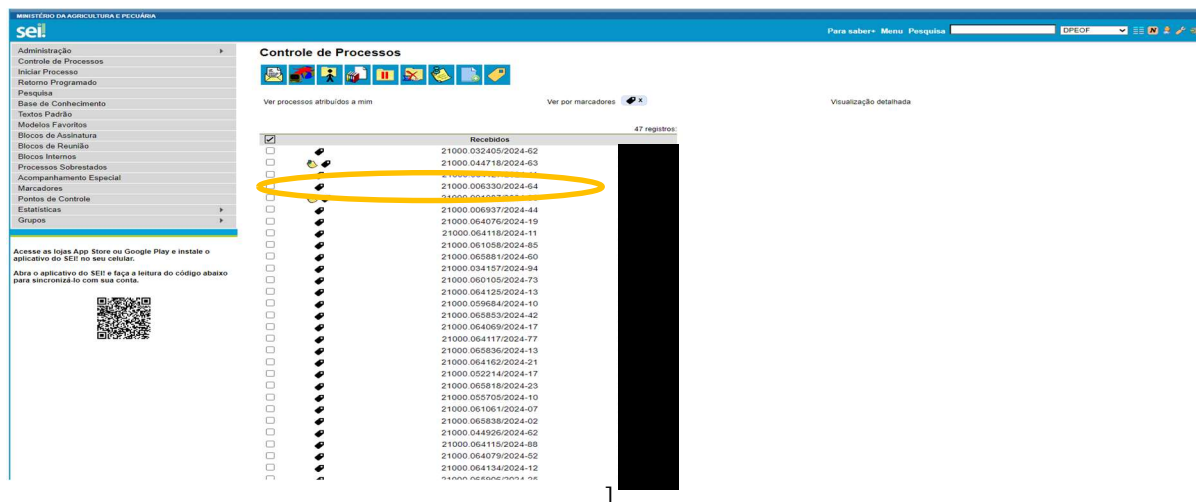 MINISTÉRIO DA AGRICULTURA E PECUÁRIA
sei!
Para saber+ Menu Pesquisa DPEOF
Administração
Controle de Processos
Iniciar Processo
Retorno Programado
Pesquisa
Base de Conhecimento
Textos Padrão
Modelos Favoritos
Blocos de Assinatura
Blocos de Reunião
Blocos Internos
Processos Sobrestados
Acompanhamento Especial
Marcadores
Pontos de Controle
Estatísticas
Grupos
Acesse as lojas App Store ou Google Play e instale o
aplicativo do SEI! no seu celular.
Abra o aplicativo do SEI! e faça a leitura do código abaixo
para sincronizá-lo com sua conta.
Controle de Processos
Ver processos atribuídos a mim
Ver por marcadores x
Visualização detalhada
47 registros:
Recebidos
21000.032405/2024-62
21000.044718/2024-63
21000.006330/2024-64
21000.006937/2024-44
21000.064076/2024-19
21000.064118/2024-11
21000.061058/2024-85
21000.065881/2024-60
21000.034157/2024-94
21000.060105/2024-73
21000.064125/2024-13
21000.059684/2024-10
21000.065853/2024-42
21000.064069/2024-17
21000.064117/2024-77
21000.065836/2024-13
21000.064162/2024-21
21000.052214/2024-17
21000.065818/2024-23
21000.055705/2024-10
21000.061061/2024-07
21000.065838/2024-02
21000.044926/2024-62
21000.064115/2024-88
21000.064079/2024-52
21000.064134/2024-12
21000.065906/2024-25
]